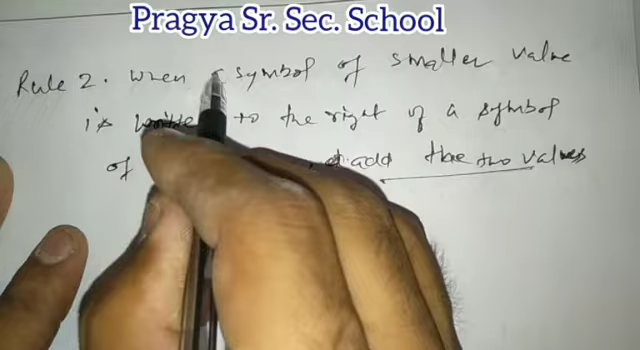 Pragya Sr. Sec. School
Rule 2. When a symbol of smaller value
is to the right of a symbol
of add the two values